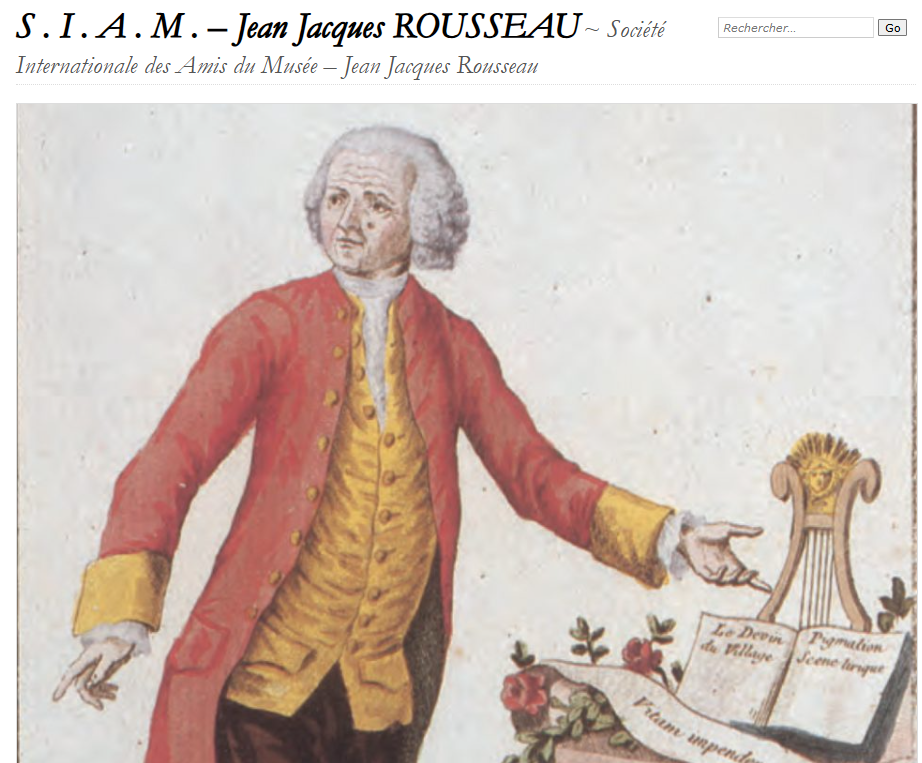 S . I . A . M . – Jean Jacques ROUSSEAU ~ Société
Internationale des Amis du Musée – Jean Jacques Rousseau
Rechercher...
Go
Le Devin
du Village
Pygmation
Scene lirique
Vitam impende